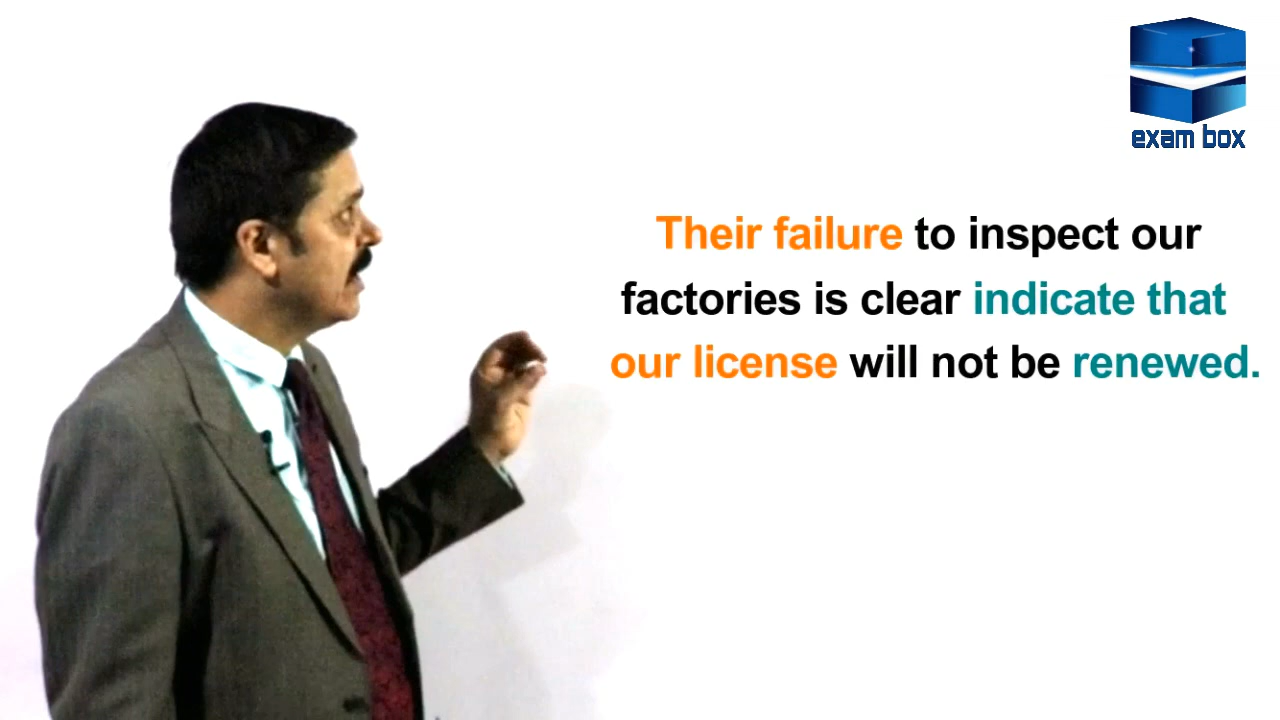 exam box
Their failure to inspect our
factories is clear indicate that
our license will not be renewed.